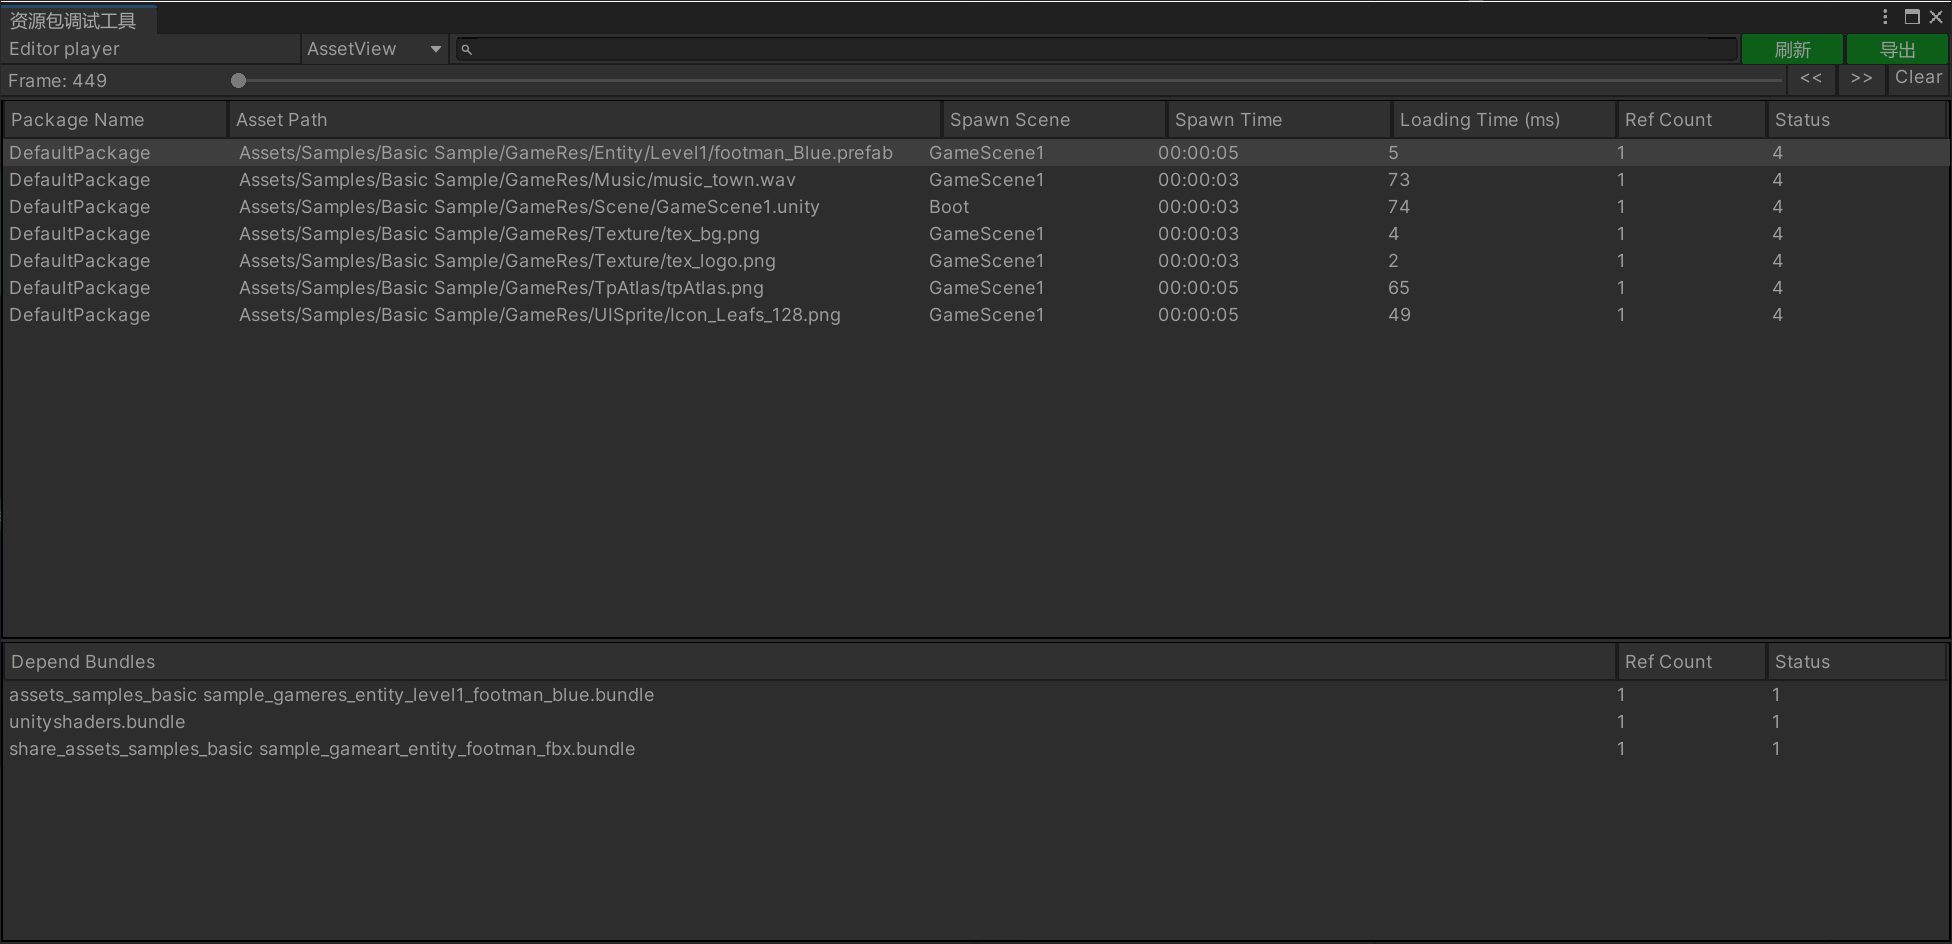 资源包调试工具
Editor player AssetView 刷新 导出
Frame: 449 << >> Clear
Package Name Asset Path Spawn Scene Spawn Time Loading Time (ms) Ref Count Status
DefaultPackage Assets/Samples/Basic Sample/GameRes/Entity/Level1/footman_Blue.prefab GameScene1 00:00:05 5 1 4
DefaultPackage Assets/Samples/Basic Sample/GameRes/Music/music_town.wav GameScene1 00:00:03 73 1 4
DefaultPackage Assets/Samples/Basic Sample/GameRes/Scene/GameScene1.unity Boot 00:00:03 74 1 4
DefaultPackage Assets/Samples/Basic Sample/GameRes/Texture/tex_bg.png GameScene1 00:00:03 4 1 4
DefaultPackage Assets/Samples/Basic Sample/GameRes/Texture/tex_logo.png GameScene1 00:00:03 2 1 4
DefaultPackage Assets/Samples/Basic Sample/GameRes/TpAtlas/tpAtlas.png GameScene1 00:00:05 65 1 4
DefaultPackage Assets/Samples/Basic Sample/GameRes/UISprite/Icon_Leafs_128.png GameScene1 00:00:05 49 1 4
Depend Bundles Ref Count Status
assets_samples_basic sample_gameres_entity_level1_footman_blue.bundle 1 1
unityshaders.bundle 1 1
share_assets_samples_basic sample_gameart_entity_footman_fbx.bundle 1 1